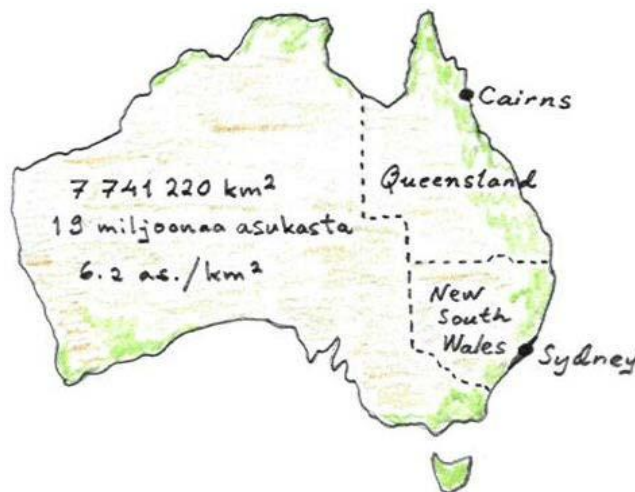 Cairns
Queensland
7 741 220 km²
19 miljoonaa asukasta
6.2 as./km²
New
South
Wales
Sydney